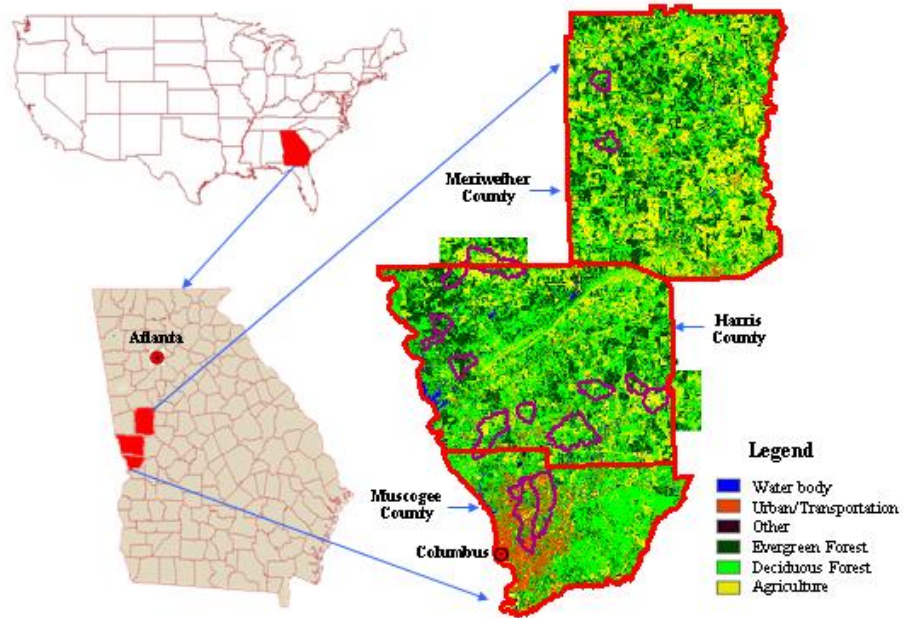 Meriwether
County
Atlanta
Harris
County
Muscogee
County
Columbus
Legend
Water body
Urban/Transportation
Other
Evergreen Forest
Deciduous Forest
Agriculture